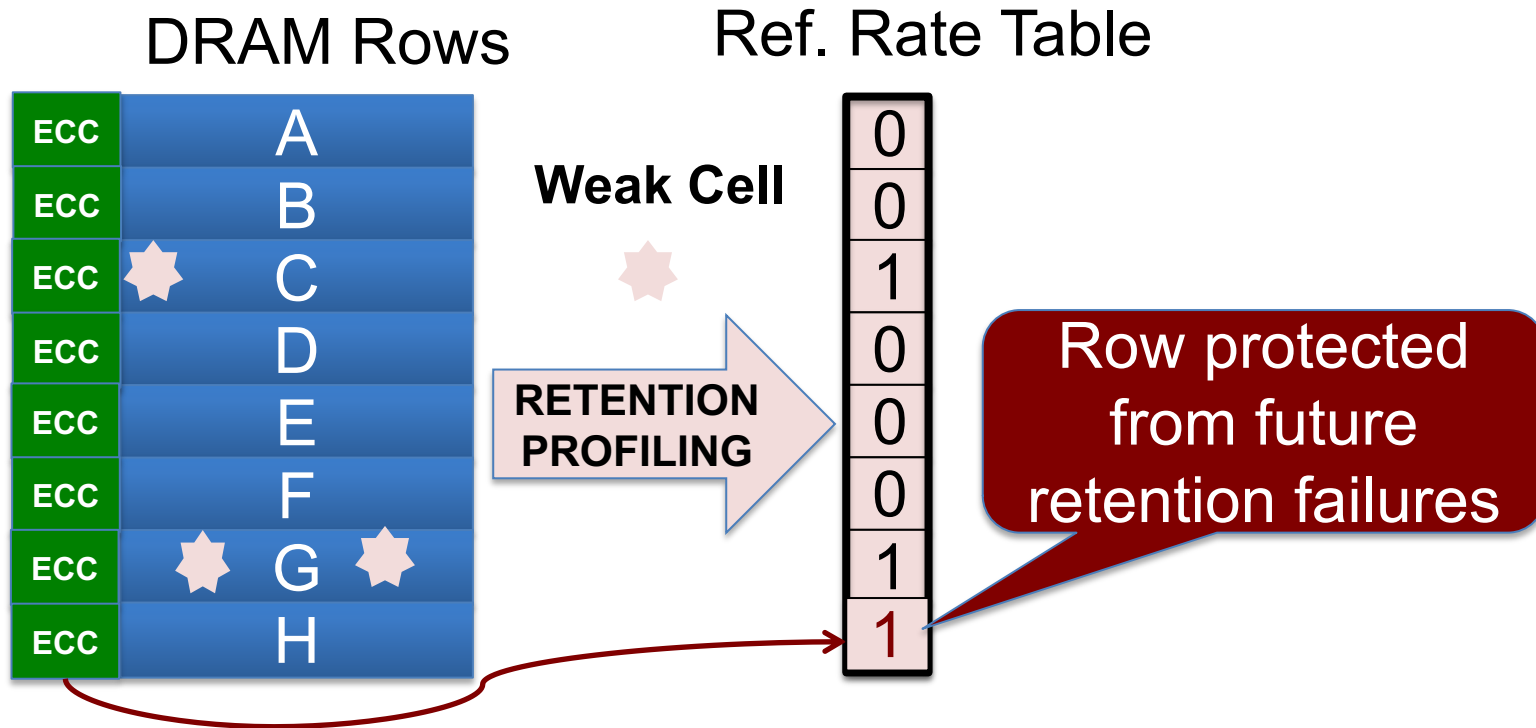 DRAM Rows
Ref. Rate Table
ECC A
ECC B
ECC C
ECC D
ECC E
ECC F
ECC G
ECC H
Weak Cell
RETENTION
PROFILING
0
0
1
0
0
0
1
1
Row protected
from future
retention failures